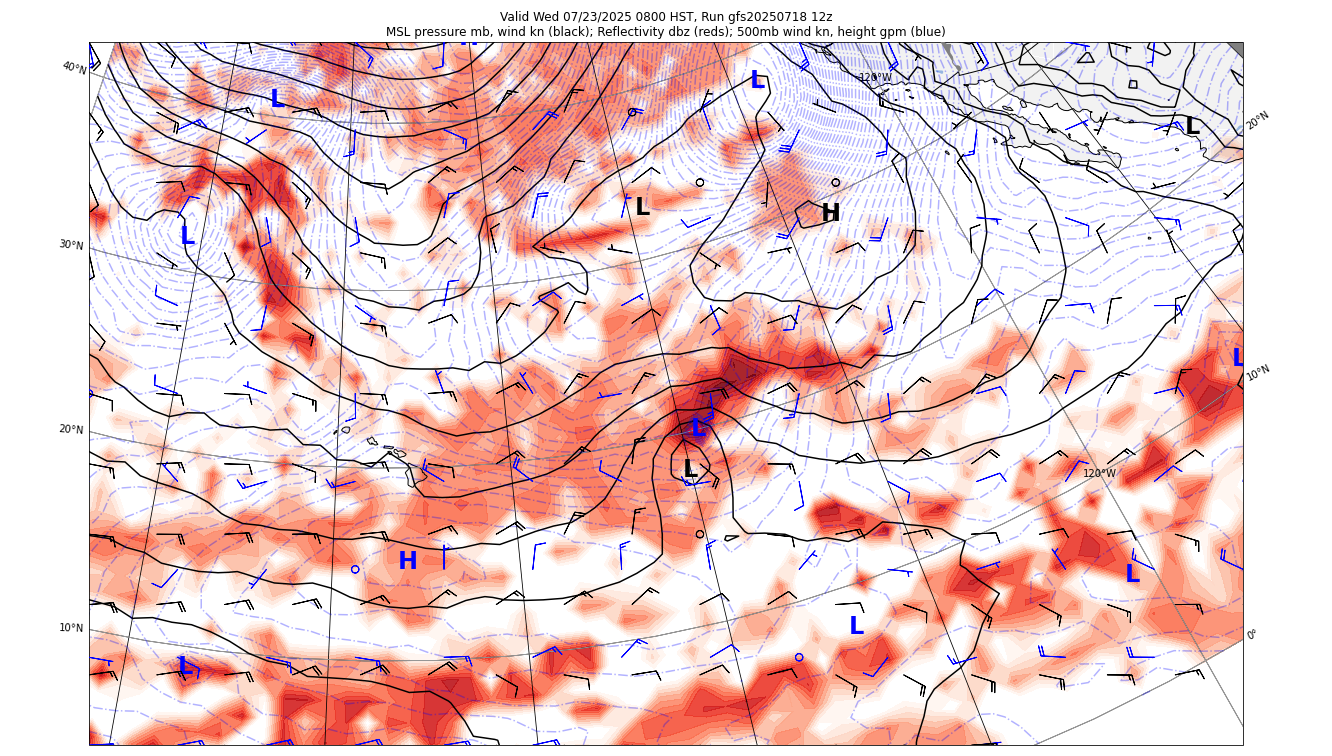 Valid Wed 07/23/2025 0800 HST, Run gfs20250718 12z
MSL pressure mb, wind kn (black); Reflectivity dbz (reds); 500mb wind kn, height gpm (blue)
40°N
120°W
L
L
L
20°N
L
H
L
30°N
L
10°N
20°N
L
L
120°W
H
L
10°N
L
0°
L